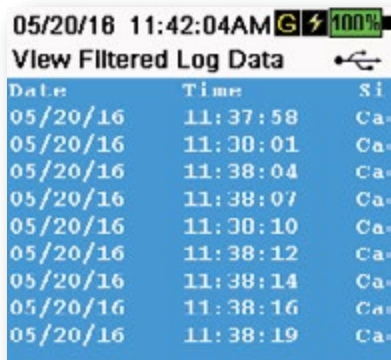 05/20/16 11:42:04AM G 100%
View Filtered Log Data
Date Time Si
05/20/16 11:37:58 Ca
05/20/16 11:38:01 Ca
05/20/16 11:38:04 Ca
05/20/16 11:38:07 Ca
05/20/16 11:38:10 Ca
05/20/16 11:38:12 Ca
05/20/16 11:38:14 Ca
05/20/16 11:38:16 Ca
05/20/16 11:38:19 Ca